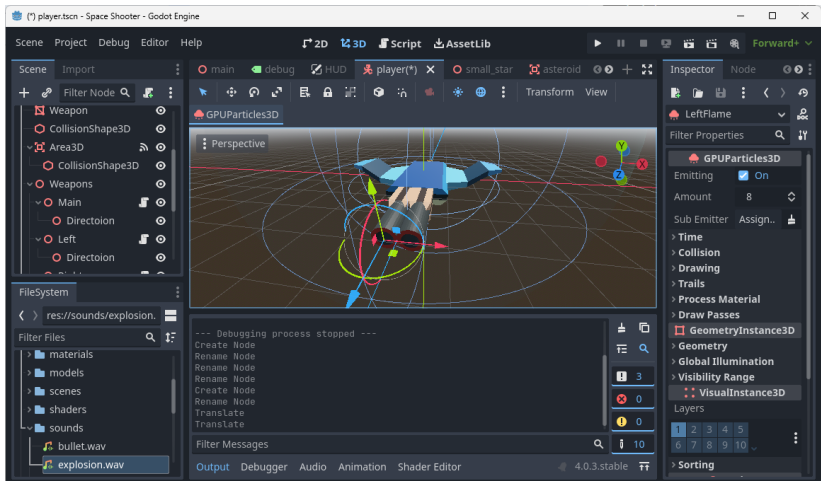 (*) player.tscn - Space Shooter - Godot Engine
Scene Project Debug Editor Help
2D 3D Script AssetLib
Forward+
Scene Import
main debug HUD player(*) small_star asteroid
Inspector Node
Filter Node
Transform View
Weapon
CollisionShape3D
Area3D
CollisionShape3D
Weapons
Main
Directoion
Left
Directoion
GPUParticles3D
Perspective
Y
X
Z
LeftFlame
DOC
Filter Properties
GPUParticles3D
Emitting On
Amount 8
Sub Emitter Assign..
Time
Collision
Drawing
Trails
Process Material
Draw Passes
GeometryInstance3D
Geometry
Global Illumination
Visibility Range
VisualInstance3D
Layers
1 2 3 4 5
6 7 8 9 10
Sorting
FileSystem
res://sounds/explosion.
Filter Files
materials
models
scenes
shaders
sounds
bullet.wav
explosion.wav
--- Debugging process stopped ---
Create Node
Rename Node
Rename Node
Rename Node
Create Node
Rename Node
Translate
Translate
3
0
0
10
Filter Messages
Output Debugger Audio Animation Shader Editor
4.0.3.stable